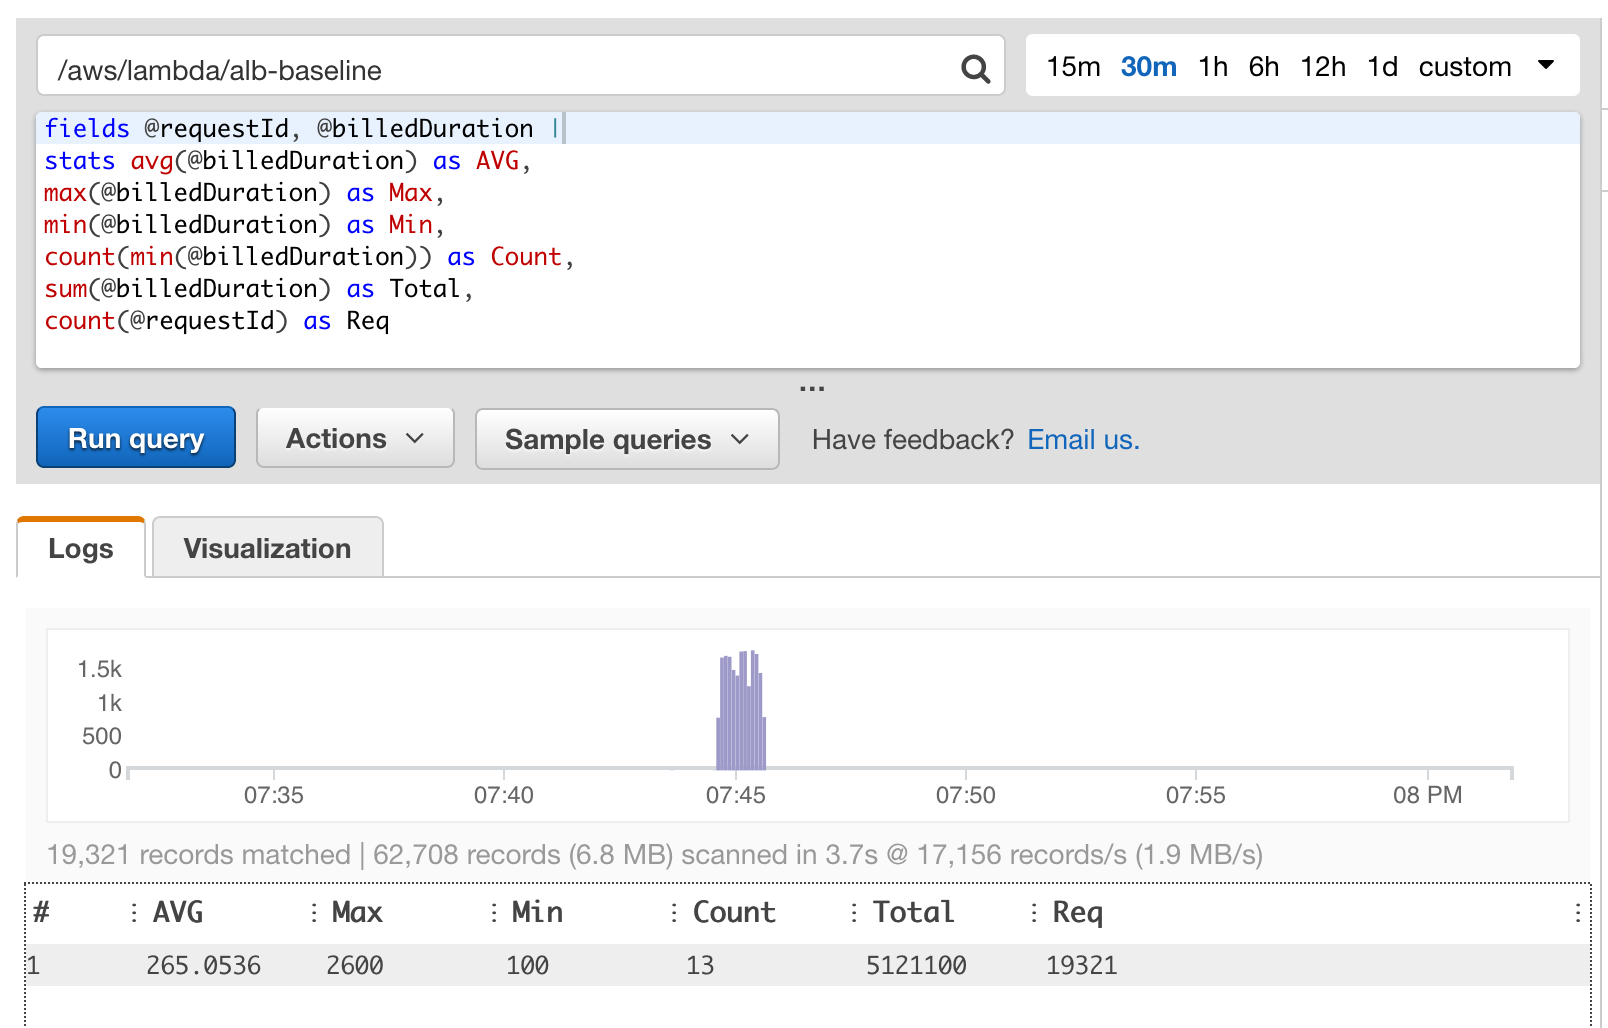 /aws/lambda/alb-baseline
15m 30m 1h 6h 12h 1d custom
fields @requestId, @billedDuration |
stats avg(@billedDuration) as AVG,
max(@billedDuration) as Max,
min(@billedDuration) as Min,
count(min(@billedDuration)) as Count,
sum(@billedDuration) as Total,
count(@requestId) as Req
...
Run query Actions Sample queries Have feedback? Email us.
Logs Visualization
1.5k
1k
500
0
07:35 07:40 07:45 07:50 07:55 08 PM
19,321 records matched | 62,708 records (6.8 MB) scanned in 3.7s @ 17,156 records/s (1.9 MB/s)
# AVG Max Min Count Total Req
1 265.0536 2600 100 13 5121100 19321